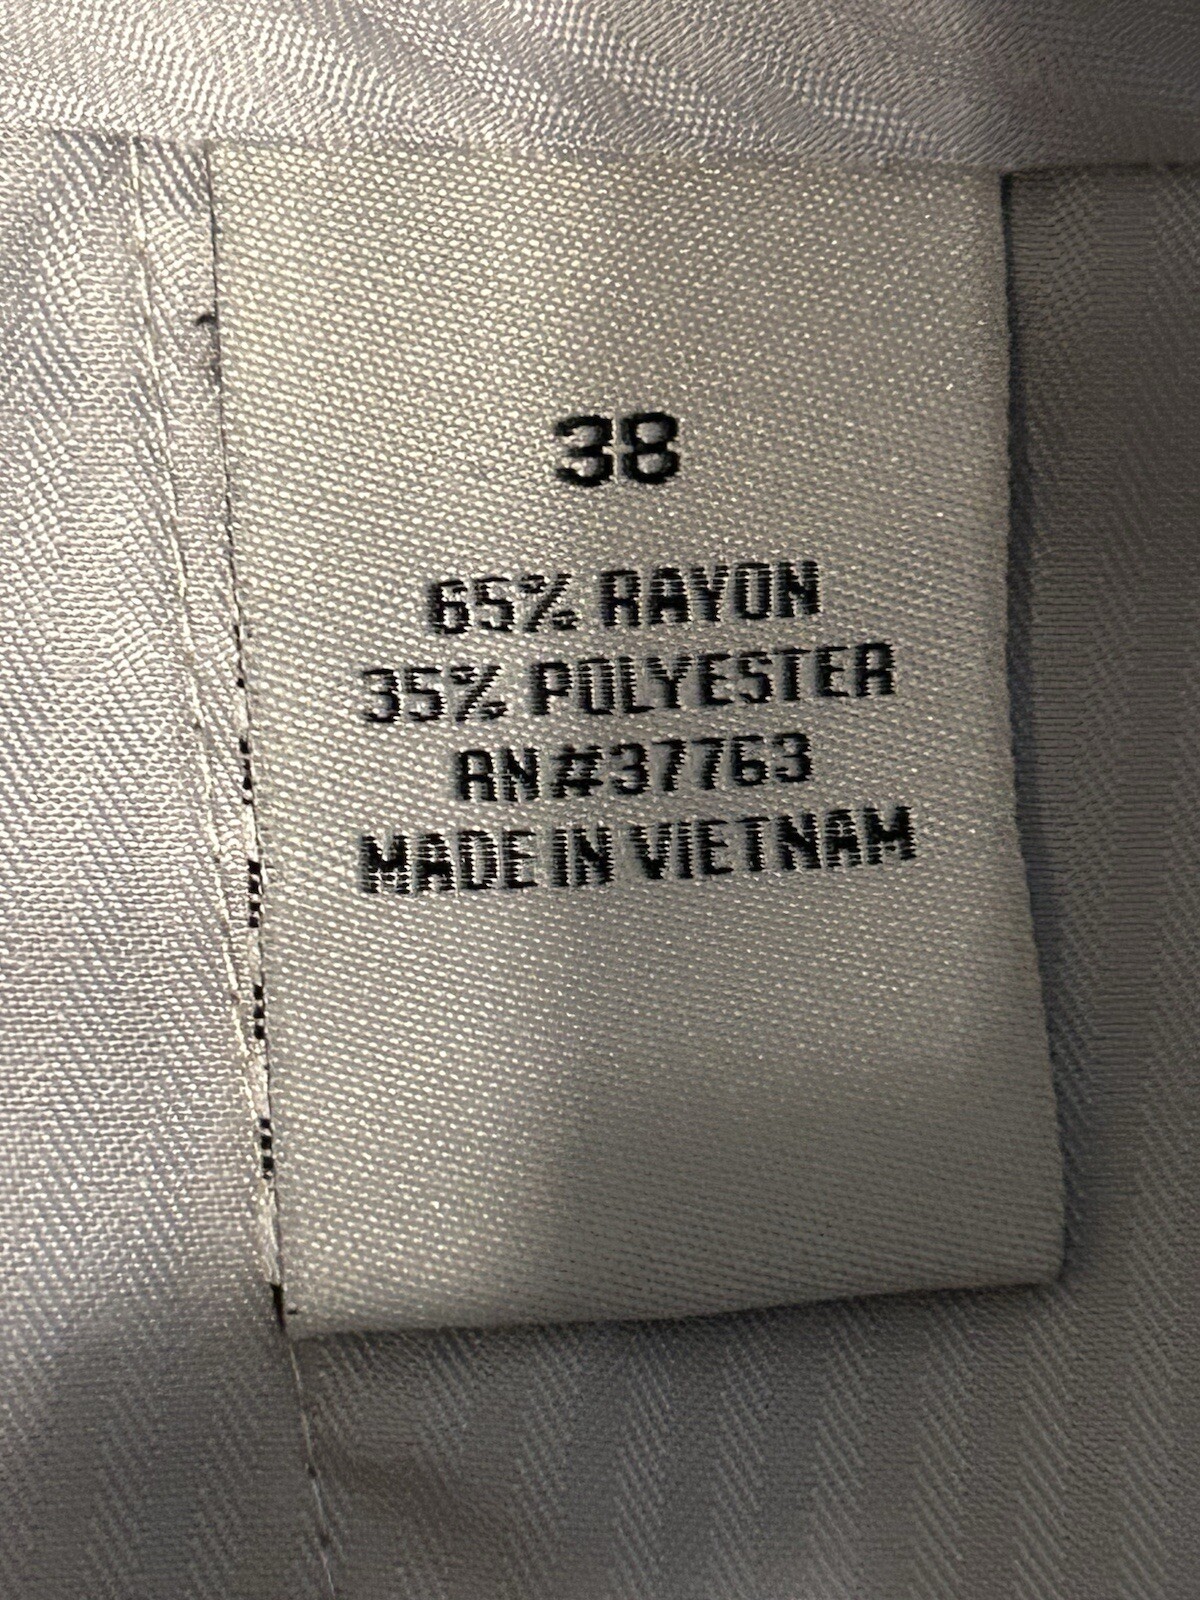 38
65% RAYON
35% POLYESTER
RN#37763
MADE IN VIETNAM